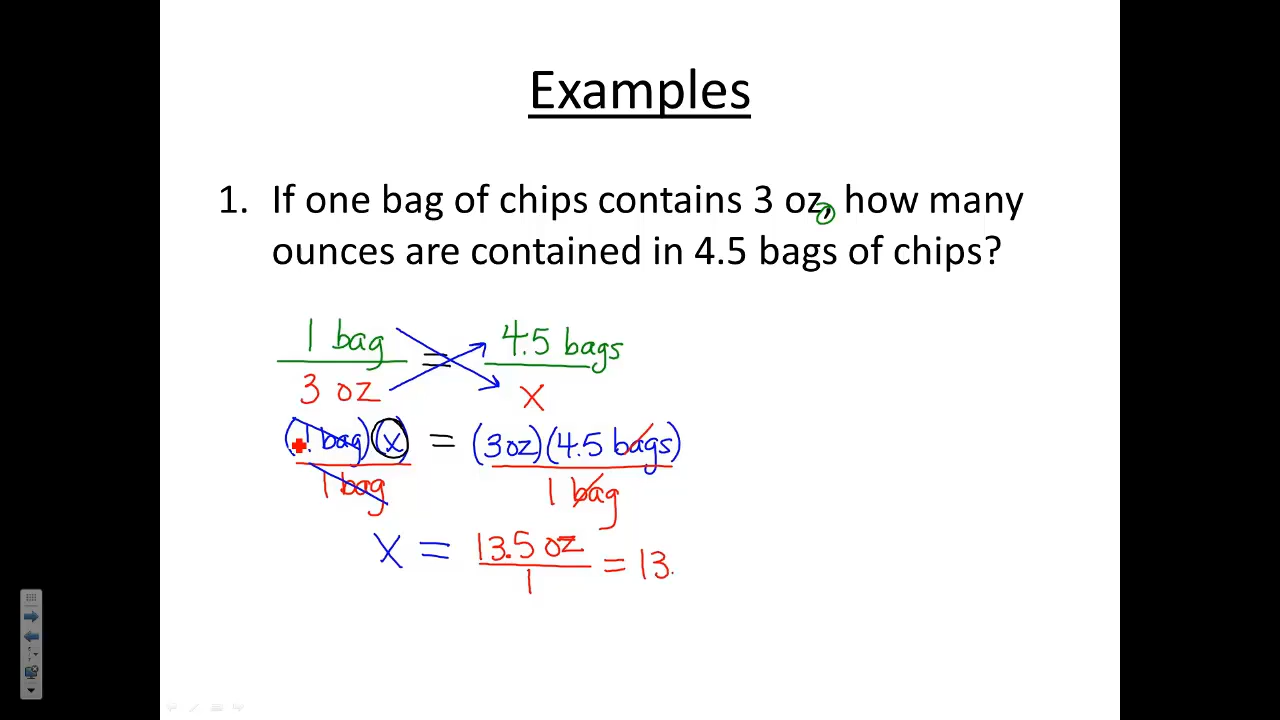 Examples
1. If one bag of chips contains 3 oz, how many
ounces are contained in 4.5 bags of chips?
1 bag / 3 oz = 4.5 bags / x
(1 bag)(x) / 1 bag = (3 oz)(4.5 bags) / 1 bag
x = 13.5 oz / 1 = 13.